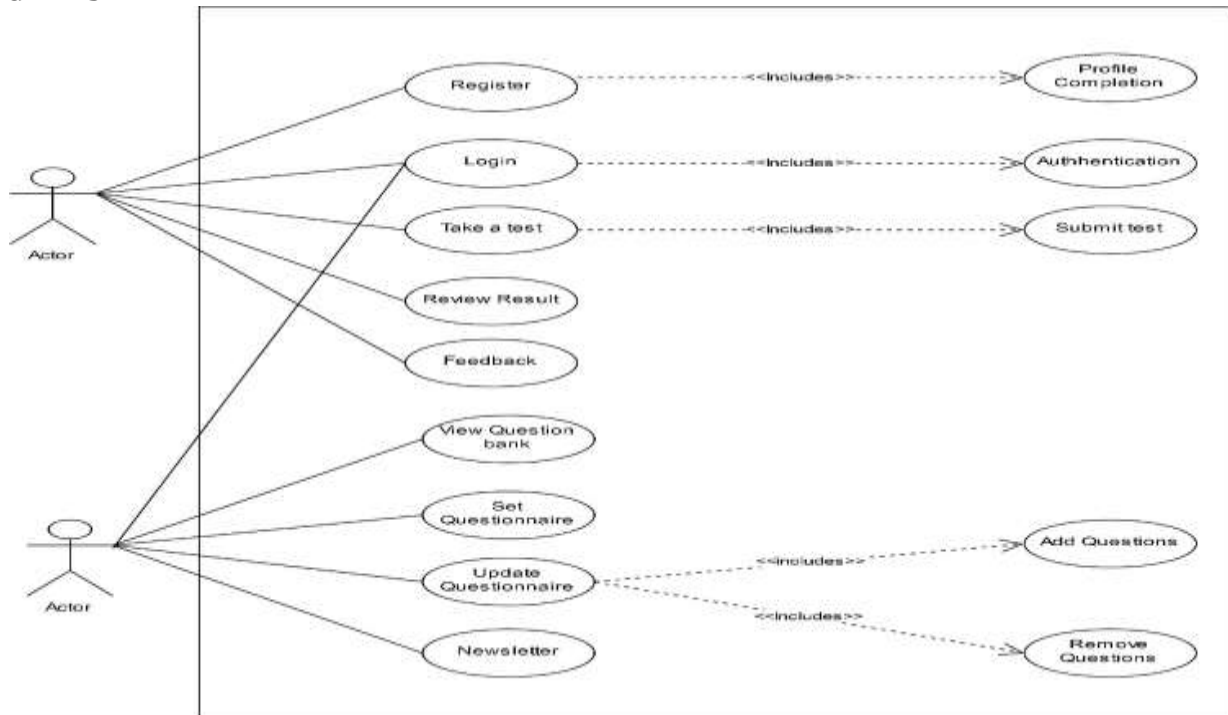 Register
<<Includes>>
Profile
Completion
Login
<<Includes>>
Authhentication
Actor
Take a test
<<Includes>>
Submit test
Review Result
Feedback
View Question
bank
Set
Questionnaire
Actor
Update
Questionnaire
<<Includes>>
Add Questions
<<Includes>>
Remove
Questions
Newsletter